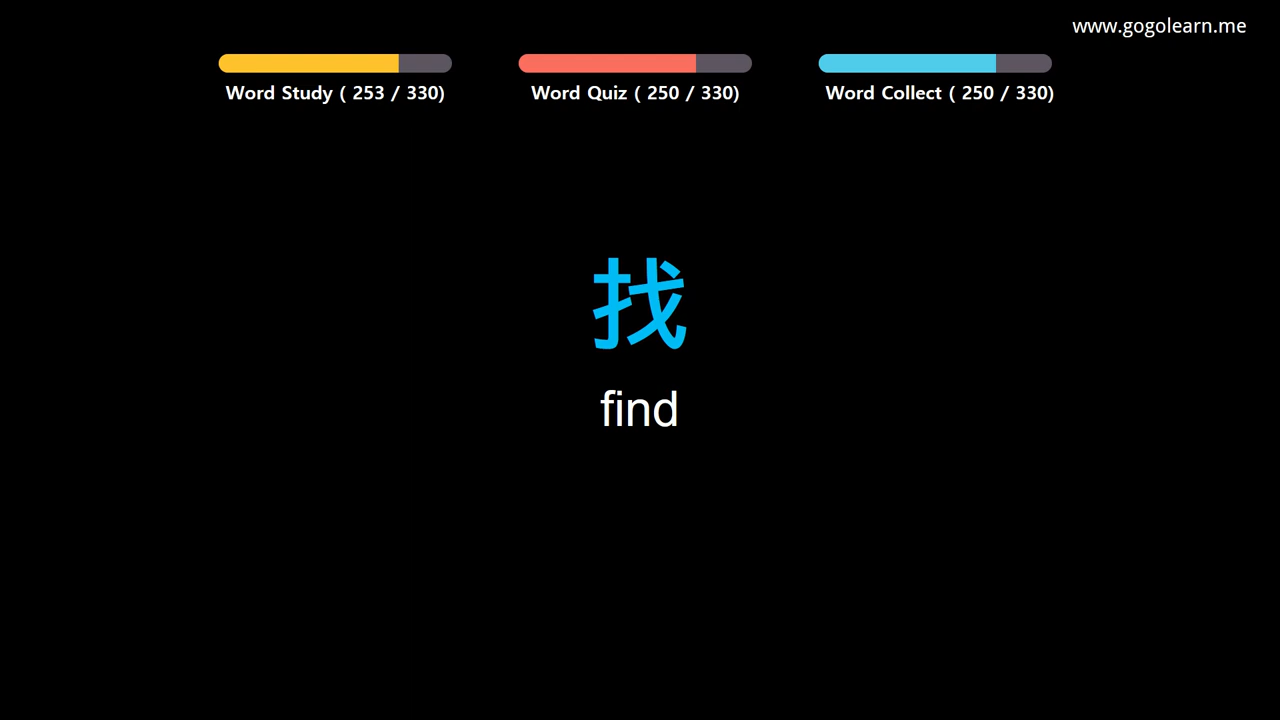 www.gogolearn.me
Word Study ( 253 / 330)
Word Quiz ( 250 / 330)
Word Collect ( 250 / 330)
找
find